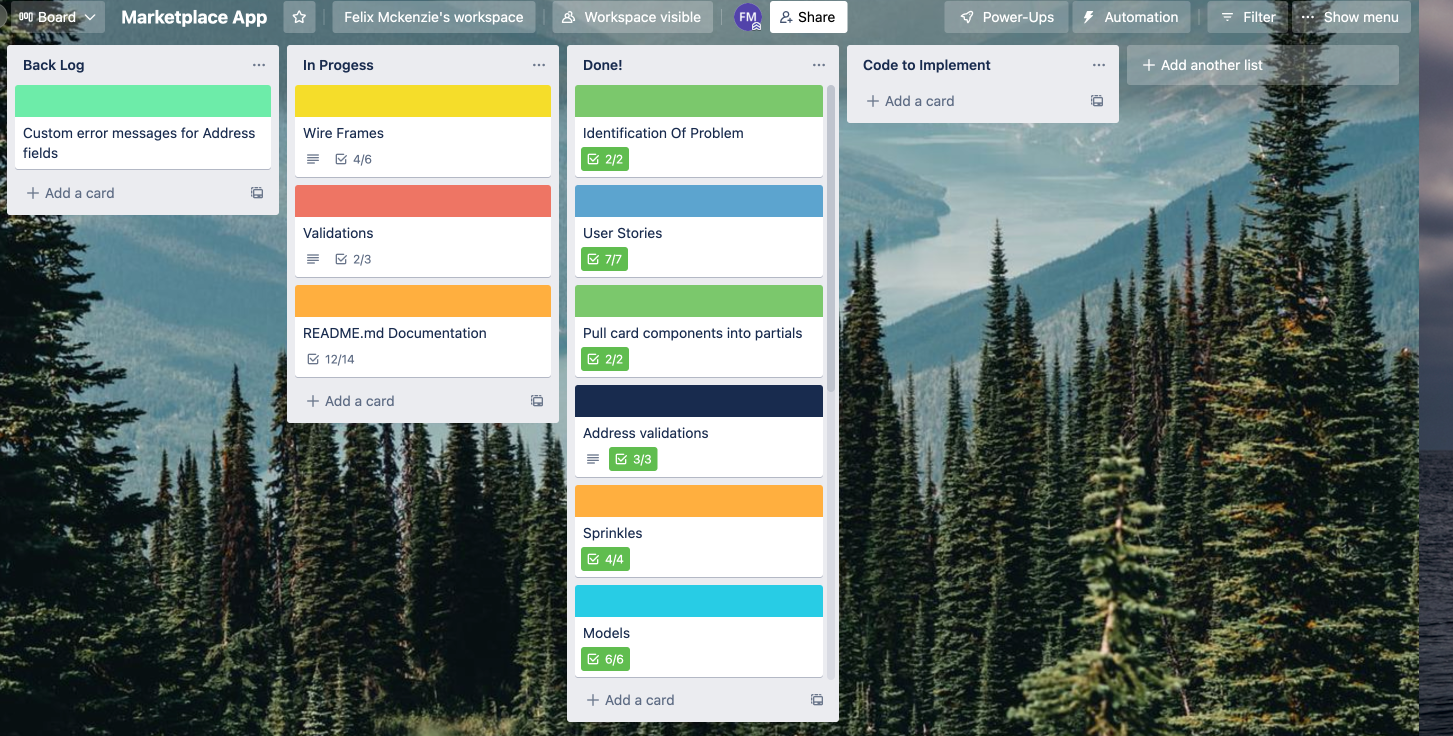 Board
Marketplace App
Felix Mckenzie's workspace
Workspace visible
FM
Share
Power-Ups
Automation
Filter
Show menu
Back Log
Custom error messages for Address
fields
Add a card
In Progess
Wire Frames
4/6
Validations
2/3
README.md Documentation
12/14
Add a card
Done!
Identification Of Problem
2/2
User Stories
7/7
Pull card components into partials
2/2
Address validations
3/3
Sprinkles
4/4
Models
6/6
Add a card
Code to Implement
Add a card
Add another list